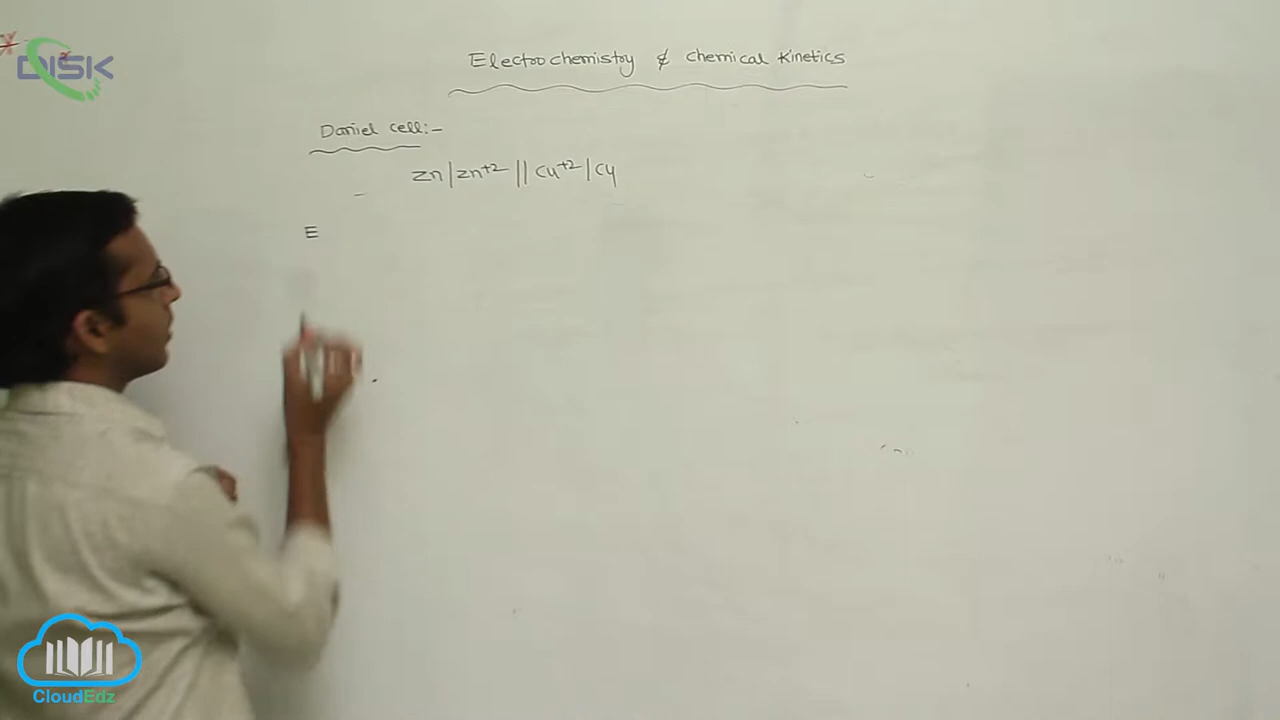 DISK
Electrochemistry & chemical kinetics
Daniel cell:-
Zn|Zn+2 || Cu+2|Cu
E
CloudEdz